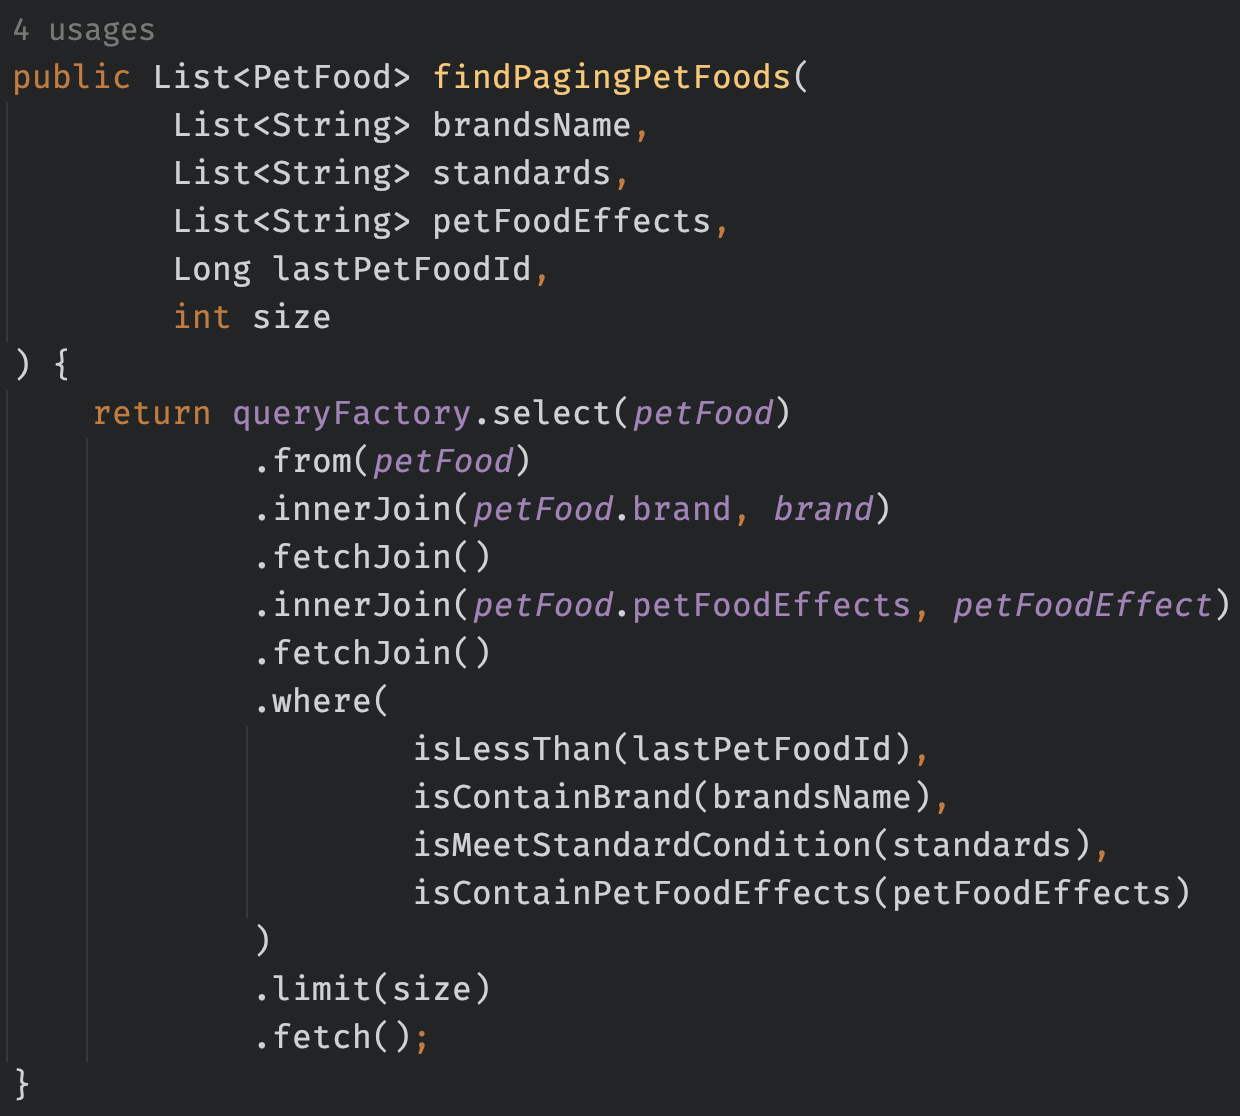 4 usages
public List<PetFood> findPagingPetFoods(
        List<String> brandsName,
        List<String> standards,
        List<String> petFoodEffects,
        Long lastPetFoodId,
        int size
) {
    return queryFactory.select(petFood)
            .from(petFood)
            .innerJoin(petFood.brand, brand)
            .fetchJoin()
            .innerJoin(petFood.petFoodEffects, petFoodEffect)
            .fetchJoin()
            .where(
                    isLessThan(lastPetFoodId),
                    isContainBrand(brandsName),
                    isMeetStandardCondition(standards),
                    isContainPetFoodEffects(petFoodEffects)
            )
            .limit(size)
            .fetch();
}